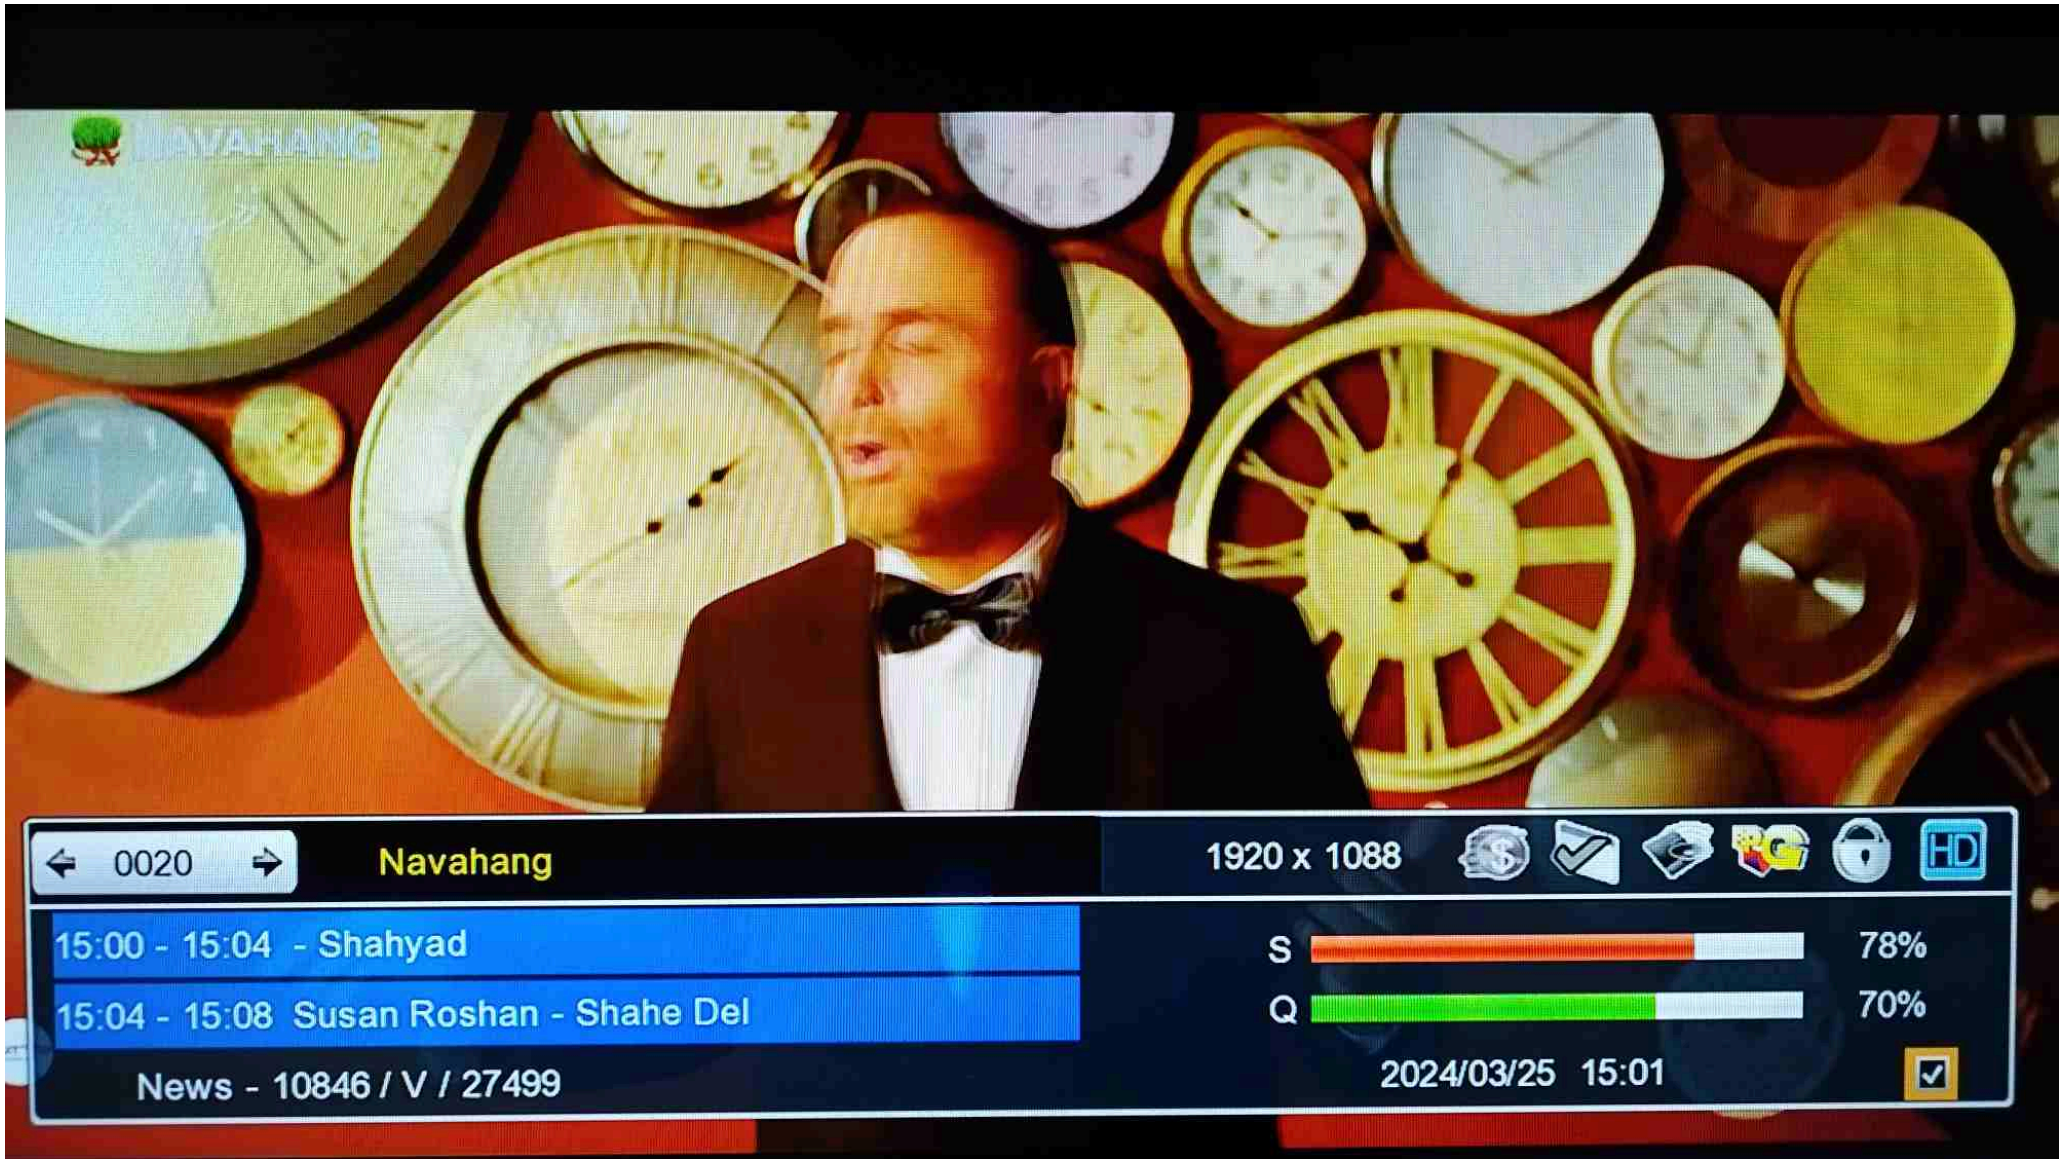 NAVAHANG
0020
Navahang
1920 x 1088
HD
15:00 - 15:04 - Shahyad
S 78%
15:04 - 15:08 Susan Roshan - Shahe Del
Q 70%
News - 10846 / V / 27499
2024/03/25 15:01